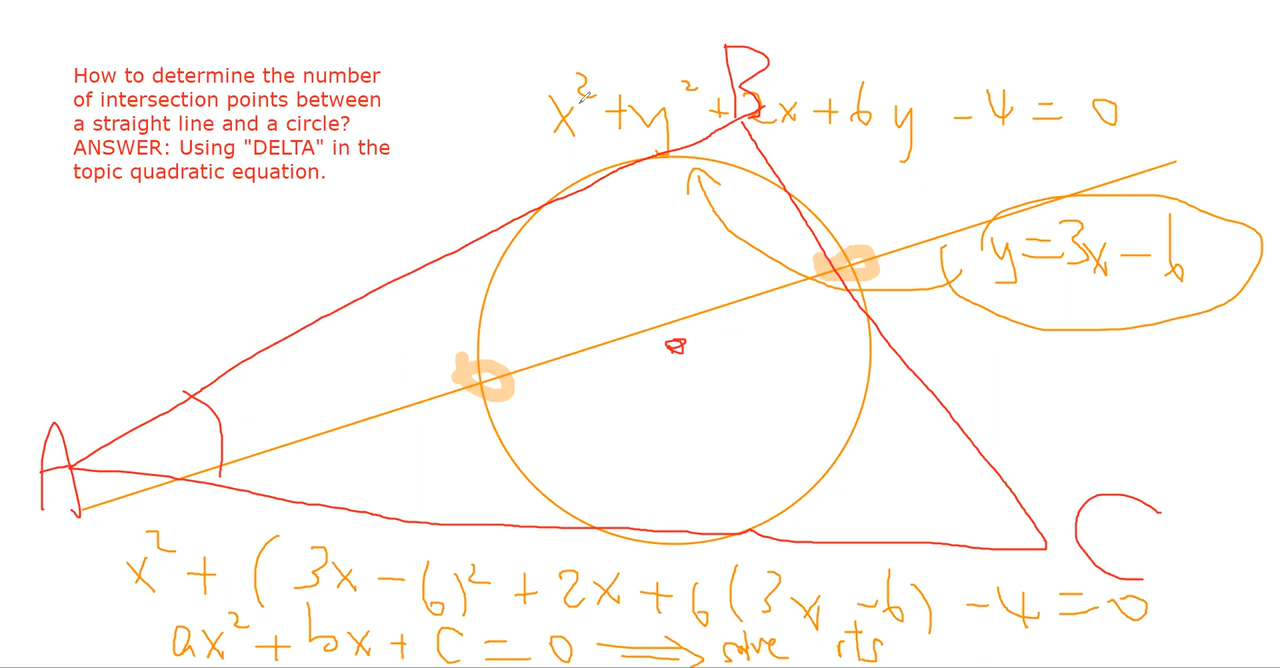 How to determine the number
of intersection points between
a straight line and a circle?
ANSWER: Using "DELTA" in the
topic quadratic equation.
B
x² + y² + 2x + 6y - 4 = 0
y = 3x - 6
A
C
x² + (3x - 6)² + 2x + 6(3x - 6) - 4 = 0
ax² + bx + c = 0 ⟹ solve its